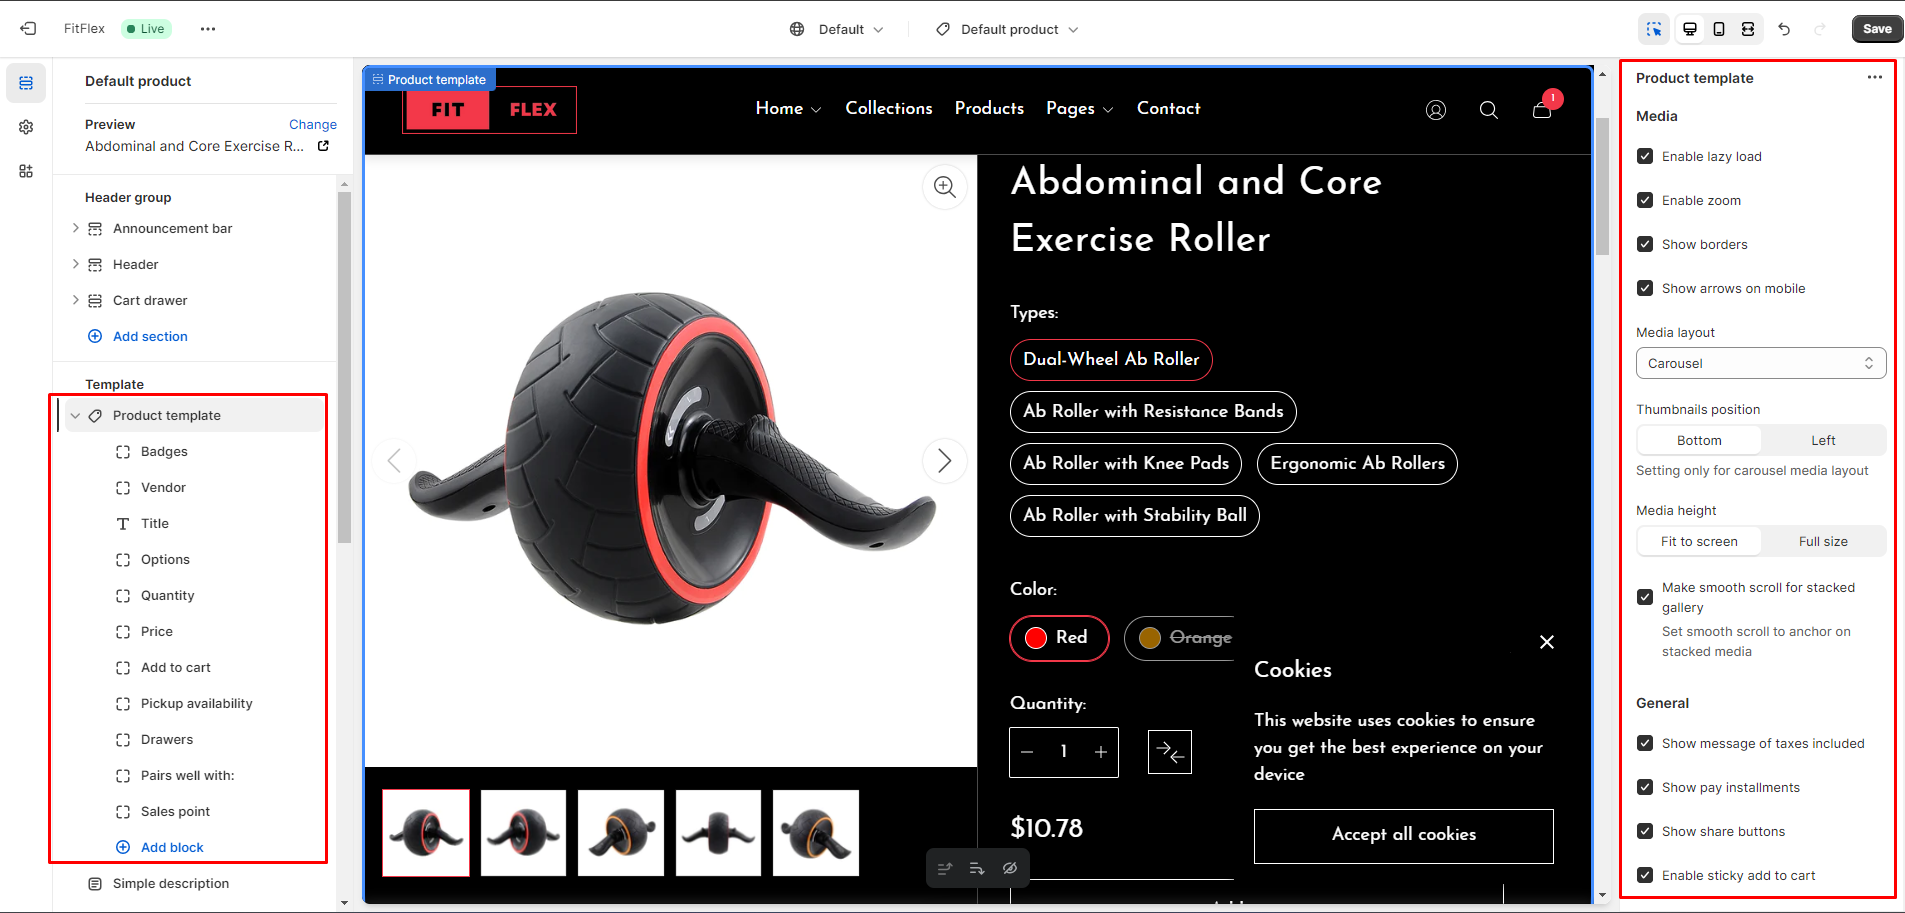 FitFlex
Live
Default
Default product
Save
Default product
Preview
Change
Abdominal and Core Exercise R...
Header group
Announcement bar
Header
Cart drawer
Add section
Template
Product template
Badges
Vendor
Title
Options
Quantity
Price
Add to cart
Pickup availability
Drawers
Pairs well with:
Sales point
Add block
Simple description
Product template
FIT FLEX
Home
Collections
Products
Pages
Contact
1
Abdominal and Core
Exercise Roller
Types:
Dual-Wheel Ab Roller
Ab Roller with Resistance Bands
Ab Roller with Knee Pads
Ergonomic Ab Rollers
Ab Roller with Stability Ball
Color:
Red
Orange
Quantity:
1
$10.78
Cookies
This website uses cookies to ensure
you get the best experience on your
device
Accept all cookies
Product template
Media
Enable lazy load
Enable zoom
Show borders
Show arrows on mobile
Media layout
Carousel
Thumbnails position
Bottom
Left
Setting only for carousel media layout
Media height
Fit to screen
Full size
Make smooth scroll for stacked
gallery
Set smooth scroll to anchor on
stacked media
General
Show message of taxes included
Show pay installments
Show share buttons
Enable sticky add to cart